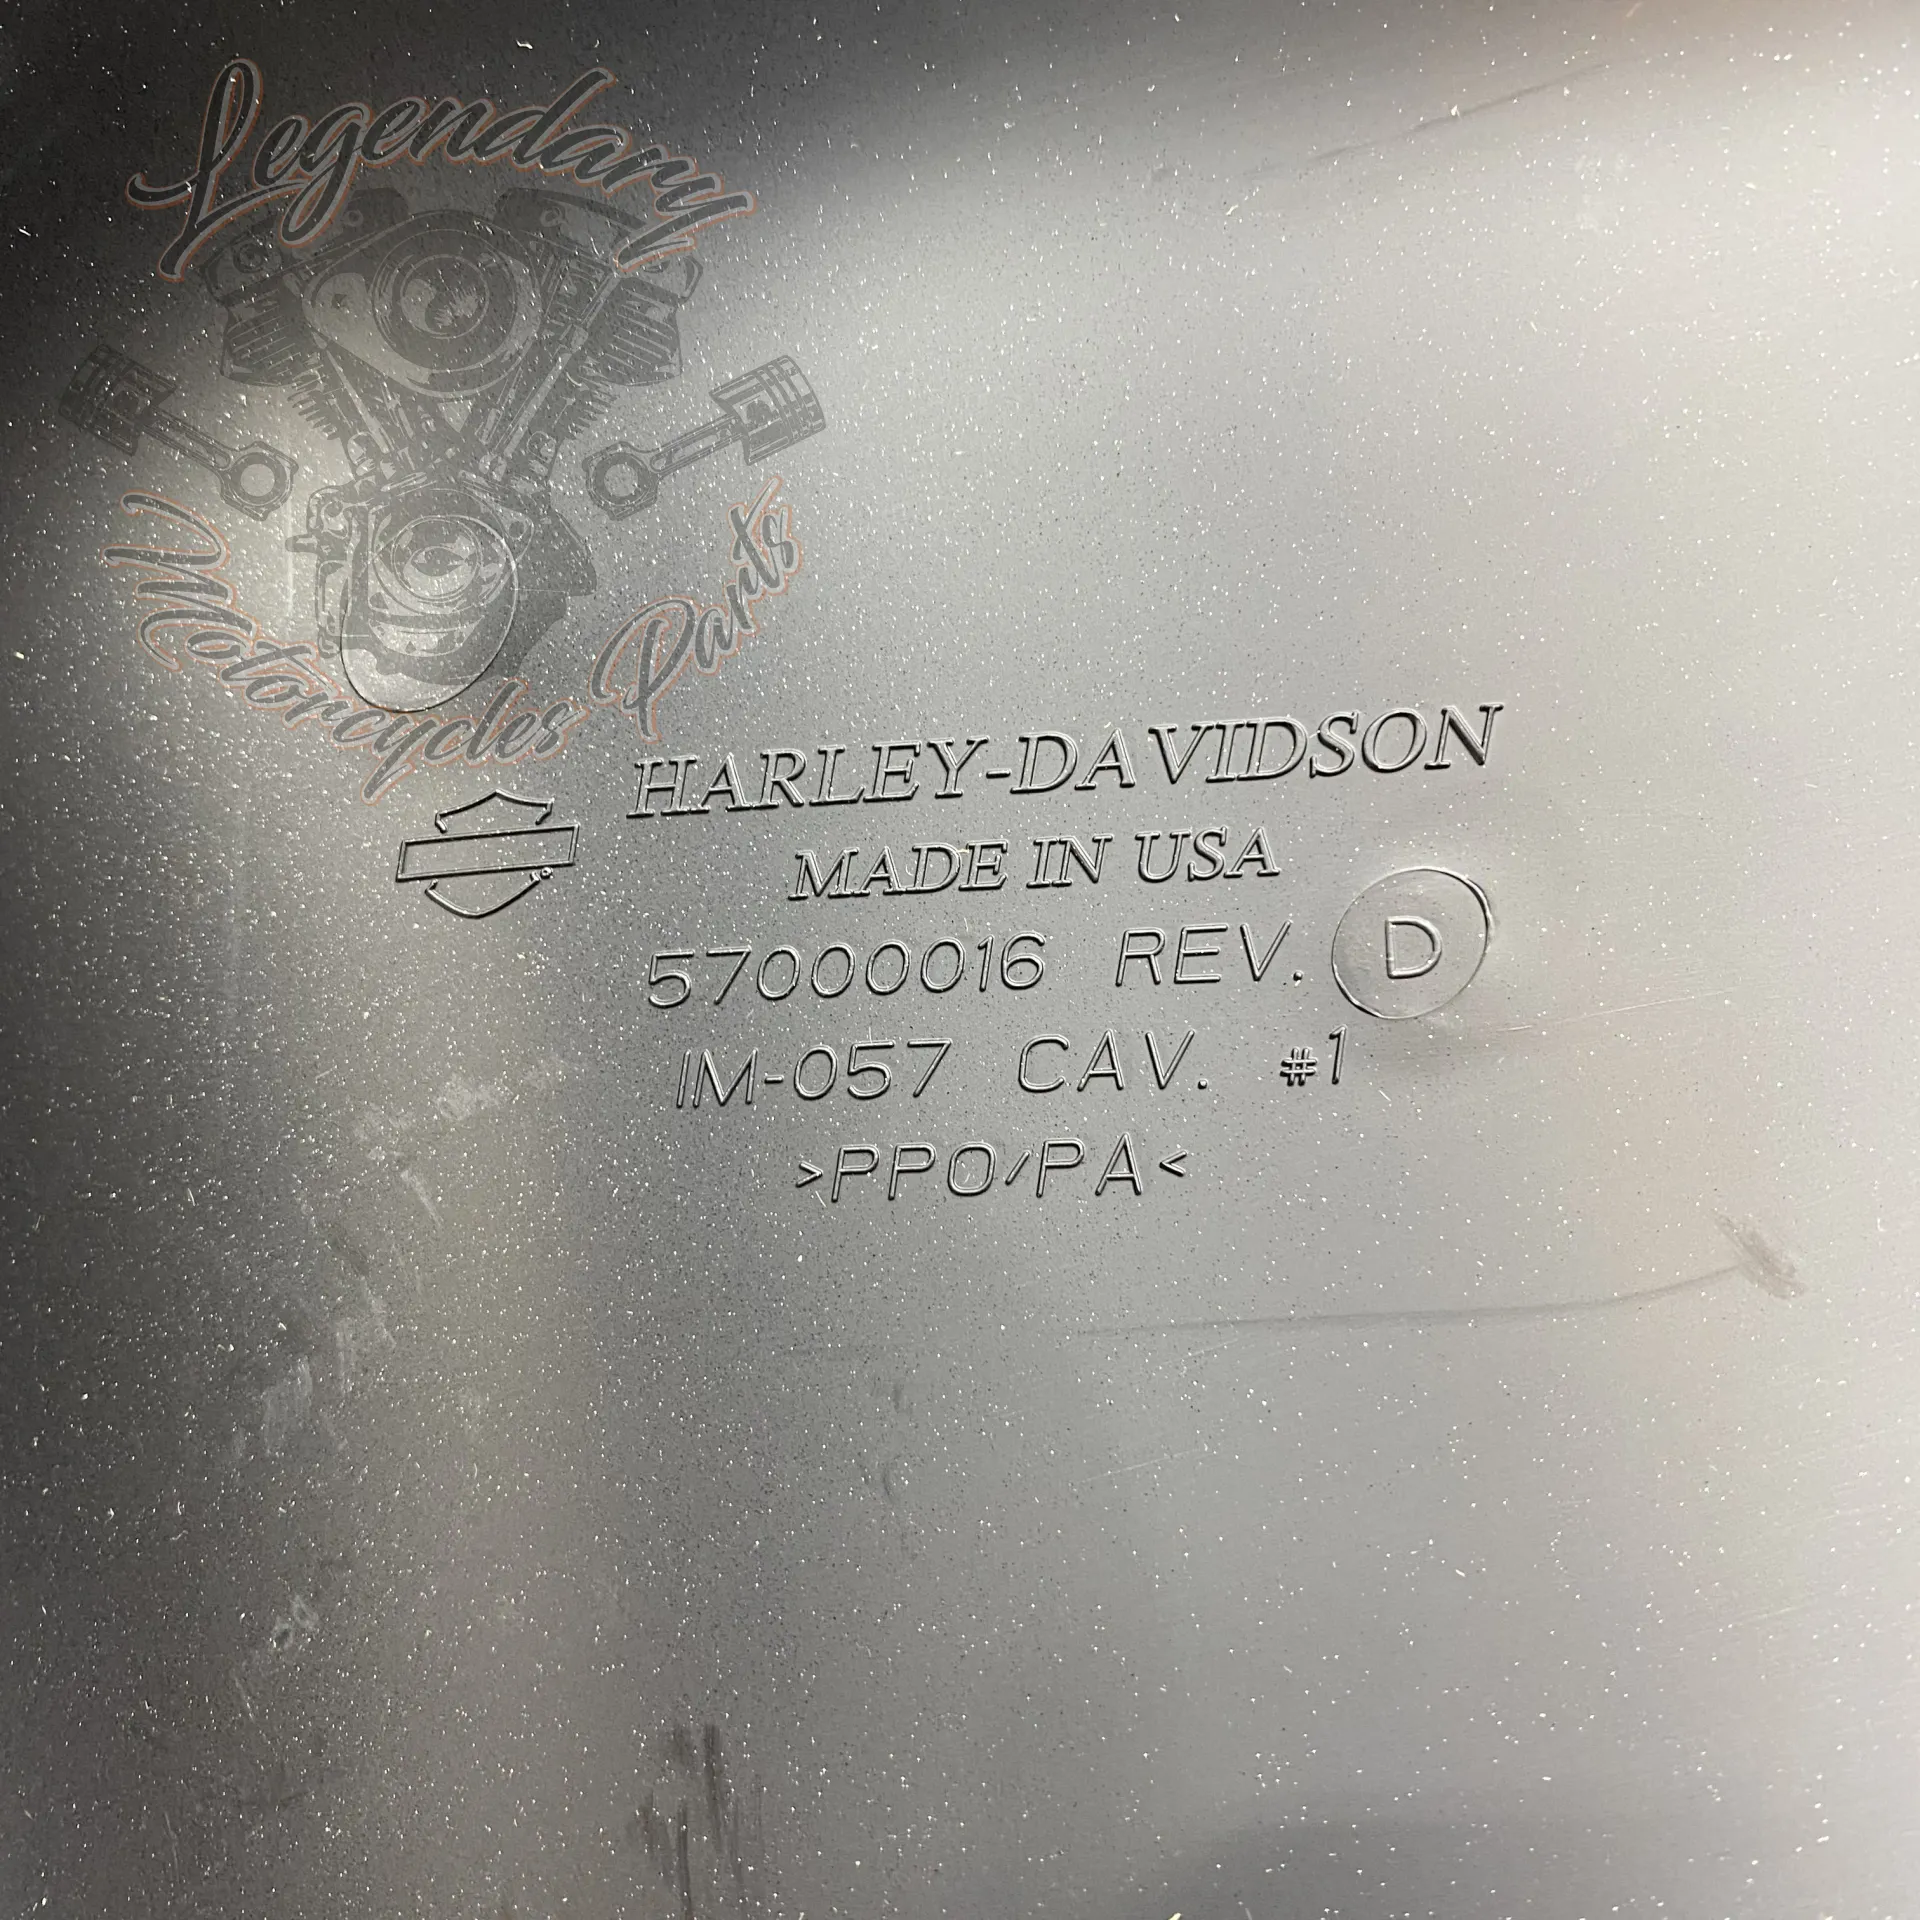 Legendary
Motorcycles Parts
HARLEY-DAVIDSON
MADE IN USA
57000016 REV. D
IM-057 CAV. #1
>PPO/PA<